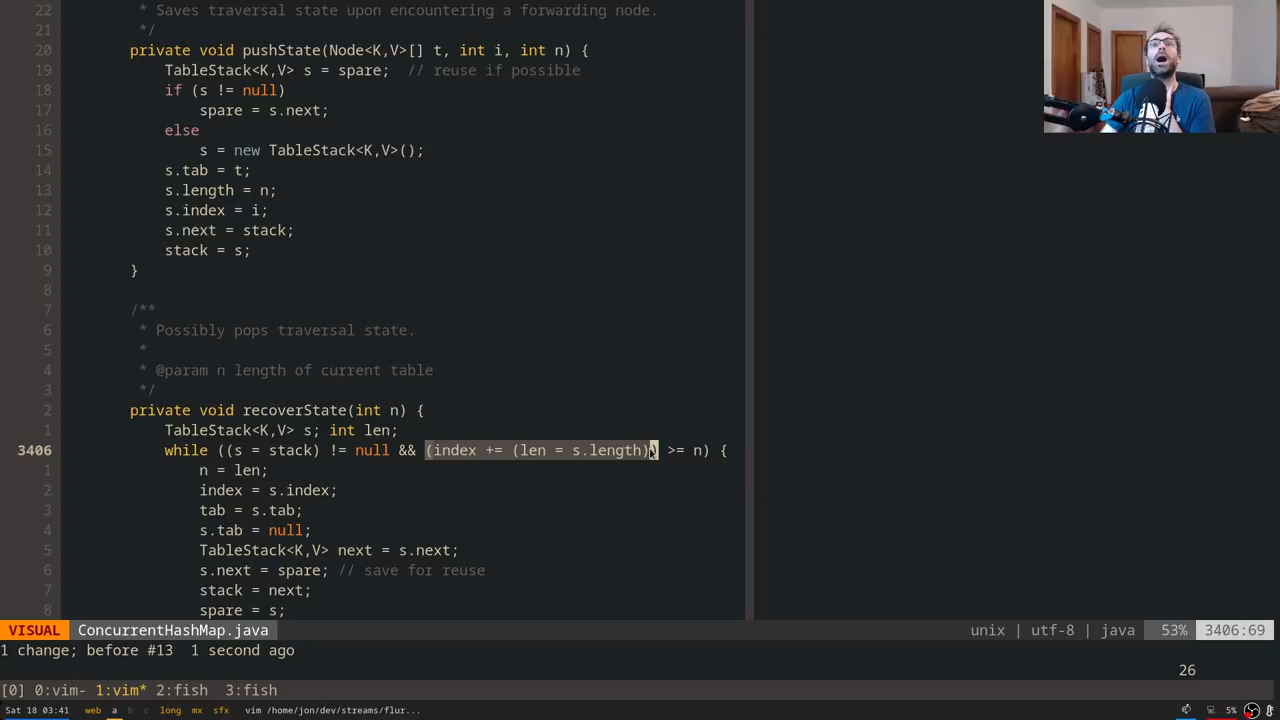 22 * Saves traversal state upon encountering a forwarding node.
21 */
20 private void pushState(Node<K,V>[] t, int i, int n) {
19 TableStack<K,V> s = spare; // reuse if possible
18 if (s != null)
17 spare = s.next;
16 else
15 s = new TableStack<K,V>();
14 s.tab = t;
13 s.length = n;
12 s.index = i;
11 s.next = stack;
10 stack = s;
9 }
8
7 /**
6 * Possibly pops traversal state.
5 *
4 * @param n length of current table
3 */
2 private void recoverState(int n) {
1 TableStack<K,V> s; int len;
3406 while ((s = stack) != null && (index += (len = s.length)) >= n) {
1 n = len;
2 index = s.index;
3 tab = s.tab;
4 s.tab = null;
5 TableStack<K,V> next = s.next;
6 s.next = spare; // save for reuse
7 stack = next;
8 spare = s;
VISUAL ConcurrentHashMap.java unix | utf-8 | java 53% 3406:69
1 change; before #13 1 second ago
26
[0] 0:vim- 1:vim* 2:fish 3:fish
Sat 18 03:41 web a b c long mx sfx vim /home/jon/dev/streams/flur... 5%